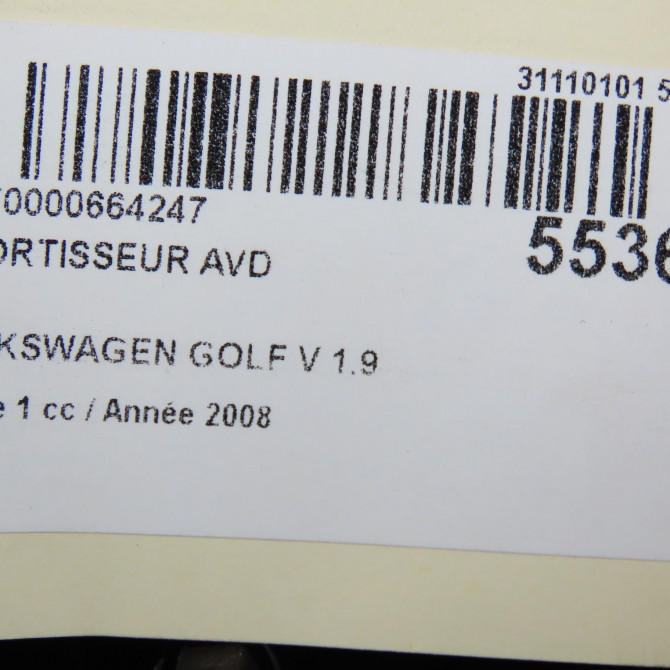 31110101 5
70000664247
ORTISSEUR AVD
5536
KSWAGEN GOLF V 1.9
e 1 cc / Année 2008